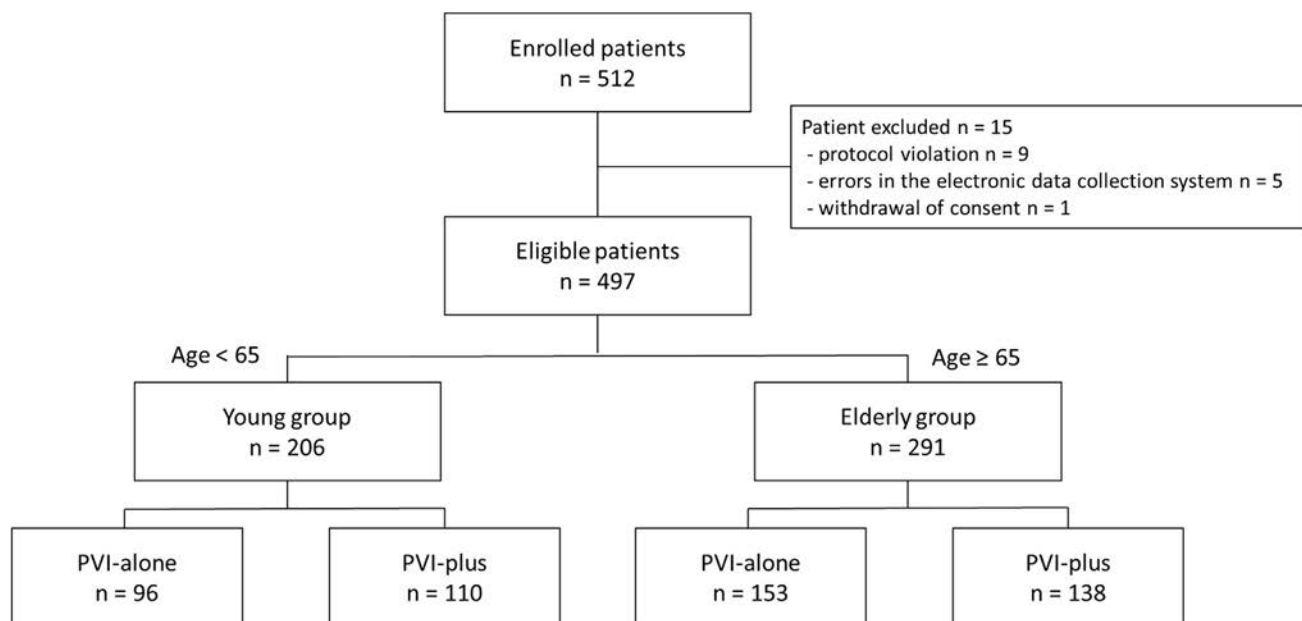 Enrolled patients
n = 512
Patient excluded n = 15
- protocol violation n = 9
- errors in the electronic data collection system n = 5
- withdrawal of consent n = 1
Eligible patients
n = 497
Age < 65
Age ≥ 65
Young group
n = 206
Elderly group
n = 291
PVI-alone
n = 96
PVI-plus
n = 110
PVI-alone
n = 153
PVI-plus
n = 138